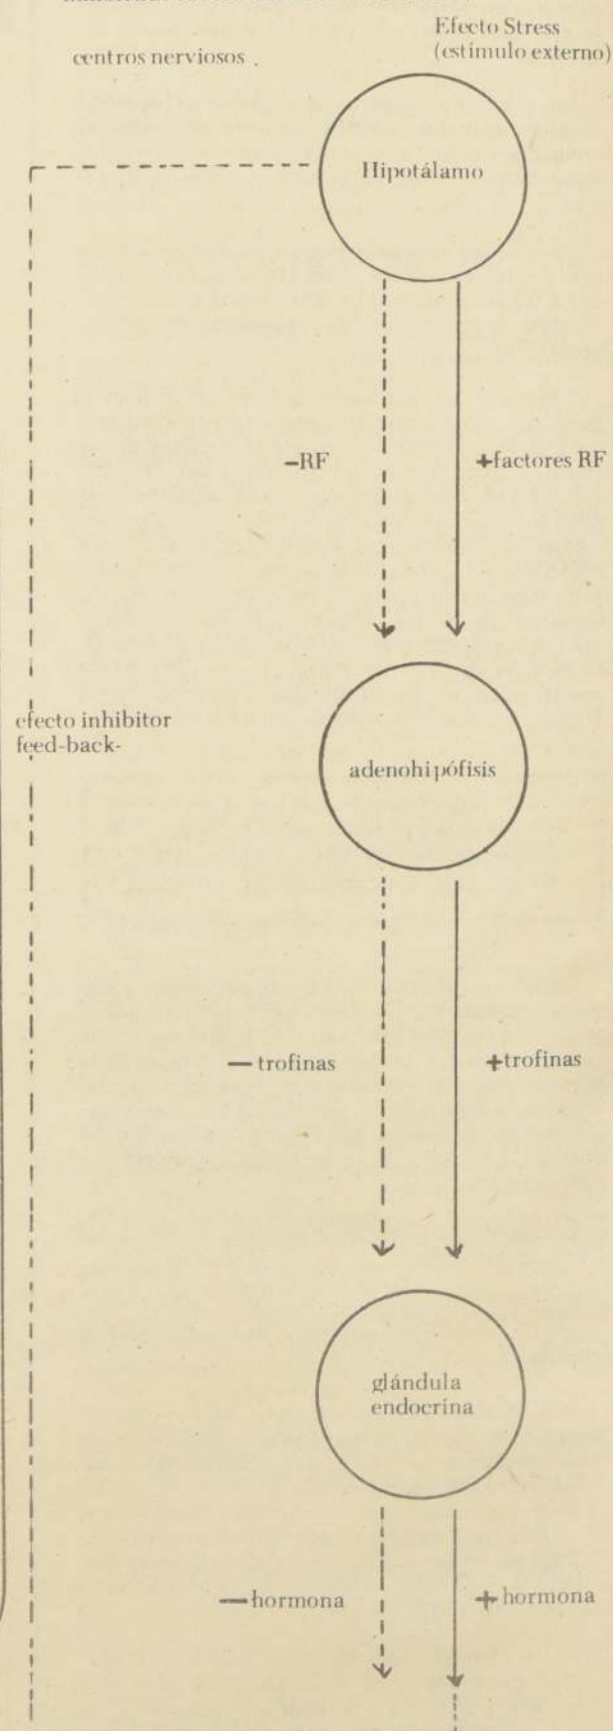 Efecto Stress
(estímulo externo)
centros nerviosos .
Hipotálamo
–RF
+factores RF
efecto inhibitor
feed-back-
adenohipófisis
— trofinas
+trofinas
glándula
endocrina
— hormona
+ hormona